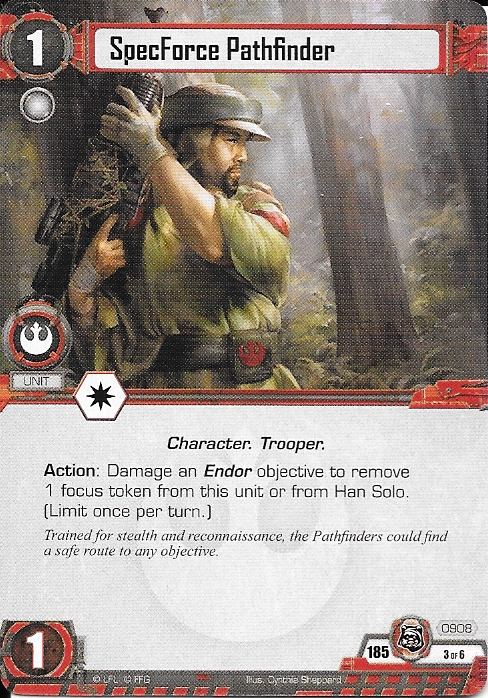 1
SpecForce Pathfinder
UNIT
Character. Trooper.
Action: Damage an Endor objective to remove
1 focus token from this unit or from Han Solo.
(Limit once per turn.)
Trained for stealth and reconnaissance, the Pathfinders could find
a safe route to any objective.
1
0908
185
3 OF 6
© LFL © FFG
Illus. Cynthia Sheppard